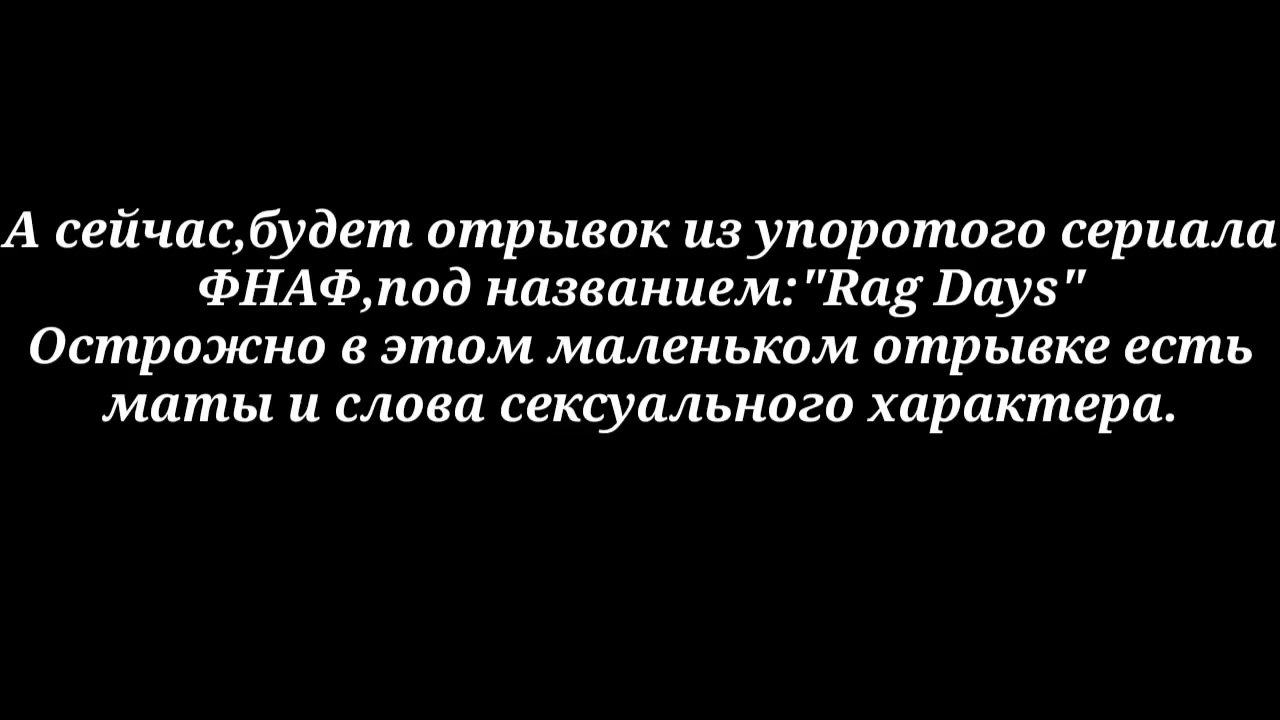 А сейчас,будет отрывок из упоротого сериала
ФНАФ,под названием:"Rag Days"
Острожно в этом маленьком отрывке есть
маты и слова сексуального характера.